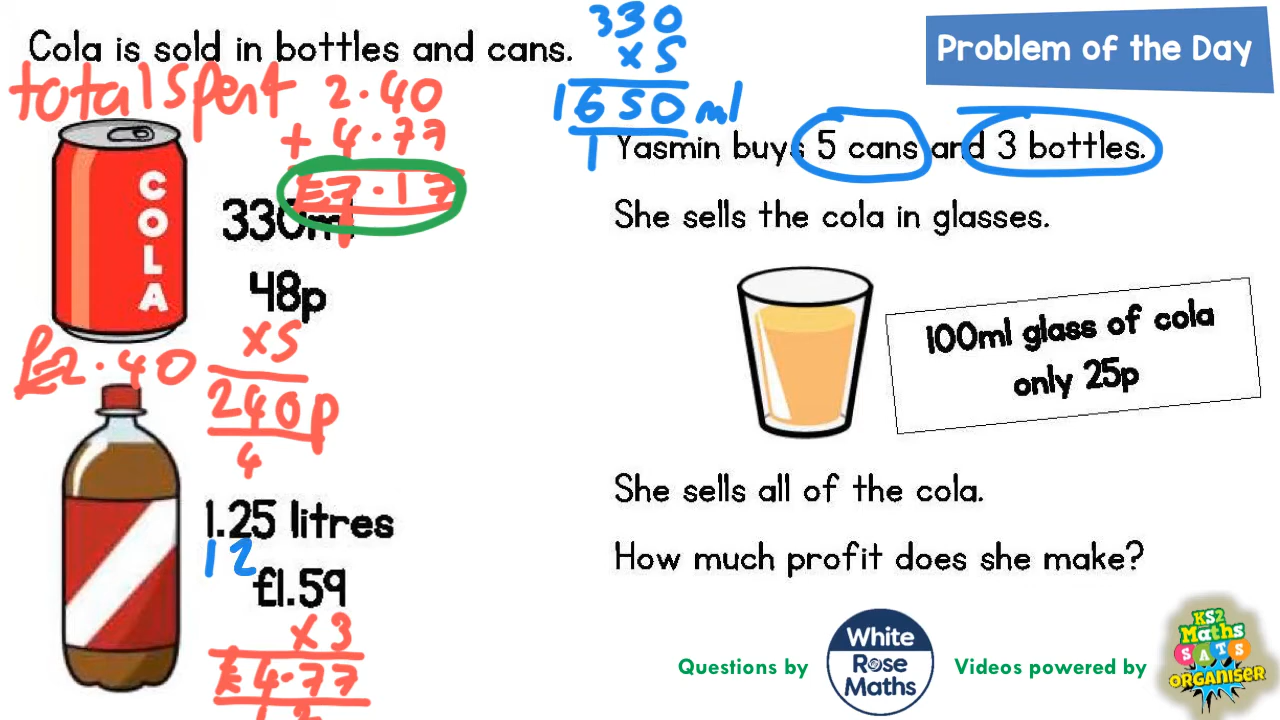 Cola is sold in bottles and cans.
Problem of the Day
330
x 5
1650 ml
1
total spent
2.40
+ 4.77
£7.17
1
COLA
330ml
48p
x5
240p
4
£2.40
1.25 litres
12
£1.59
x 3
£4.77
12
Yasmin buys 5 cans and 3 bottles.
She sells the cola in glasses.
100ml glass of cola
only 25p
She sells all of the cola.
How much profit does she make?
Questions by
White
Rose
Maths
Videos powered by
KS2
Maths
SATS
ORGANISER